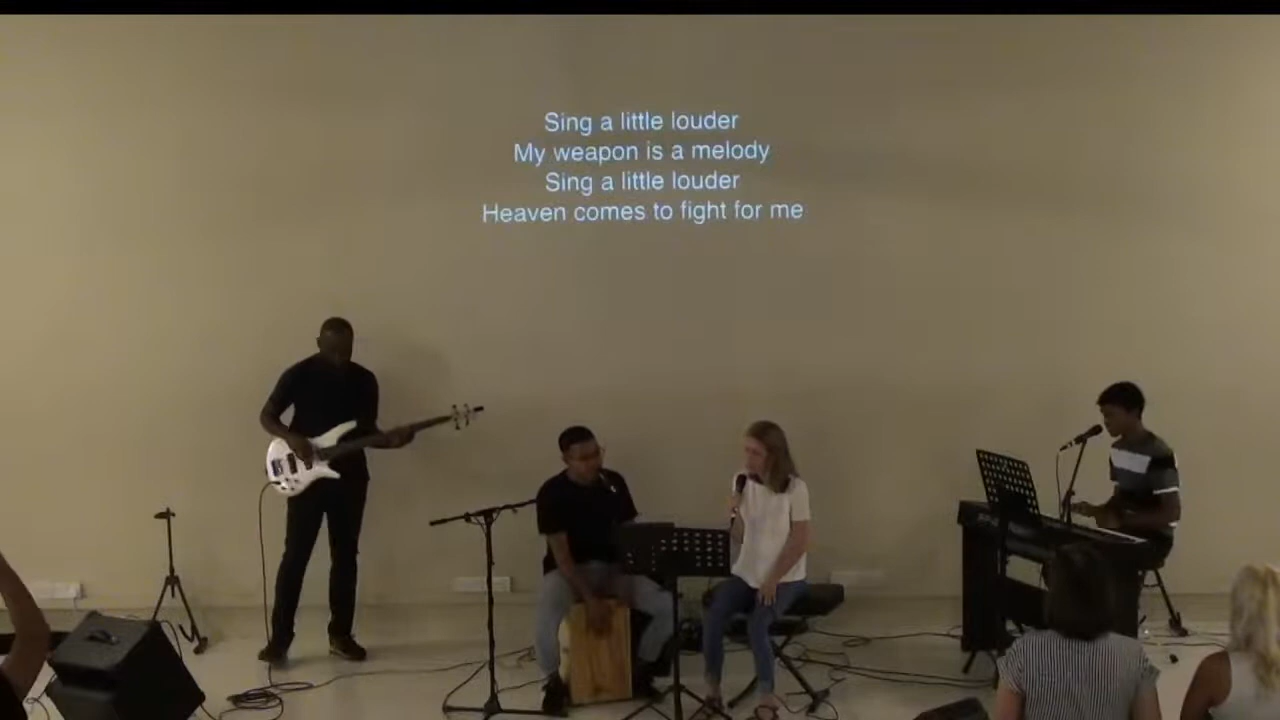 Sing a little louder
My weapon is a melody
Sing a little louder
Heaven comes to fight for me